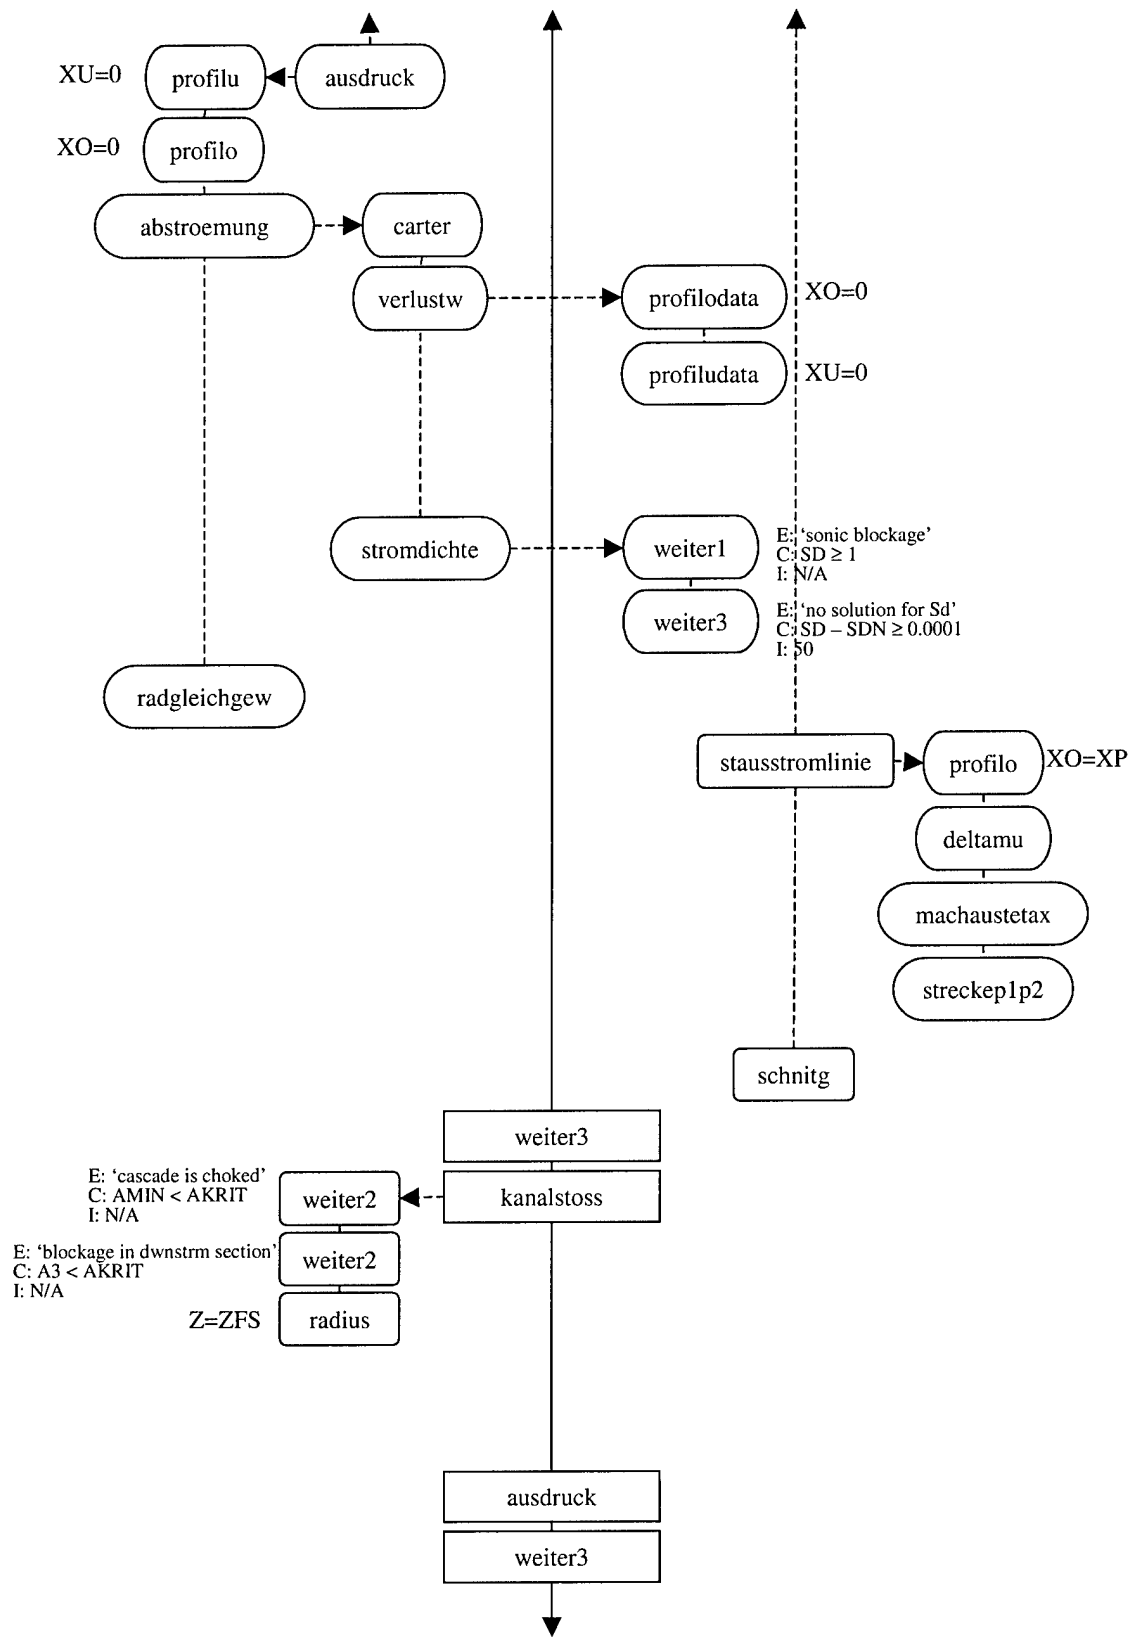 XU=0
profilu
ausdruck
XO=0
profilo
abstroemung
carter
verlustw
profilodata
XO=0
profiludata
XU=0
stromdichte
weiter1
E: ‘sonic blockage’
C: SD ≥ 1
I: N/A
weiter3
E: ‘no solution for Sd’
C: SD – SDN ≥ 0.0001
I: 50
radgleichgew
stausstromlinie
profilo
XO=XP
deltamu
machaustetax
streckep1p2
schnitg
weiter3
kanalstoss
weiter2
E: ‘cascade is choked’
C: AMIN < AKRIT
I: N/A
weiter2
E: ‘blockage in dwnstrm section’
C: A3 < AKRIT
I: N/A
Z=ZFS
radius
ausdruck
weiter3